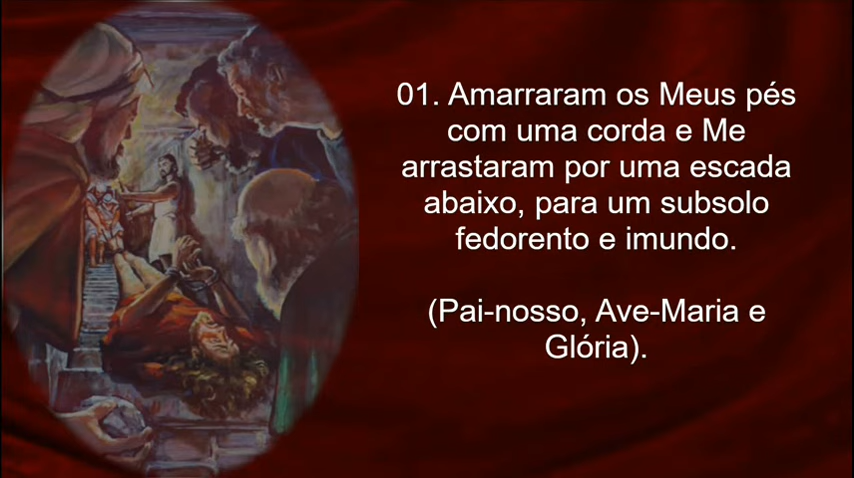 01. Amarraram os Meus pés
com uma corda e Me
arrastaram por uma escada
abaixo, para um subsolo
fedorento e imundo.
(Pai-nosso, Ave-Maria e
Glória).